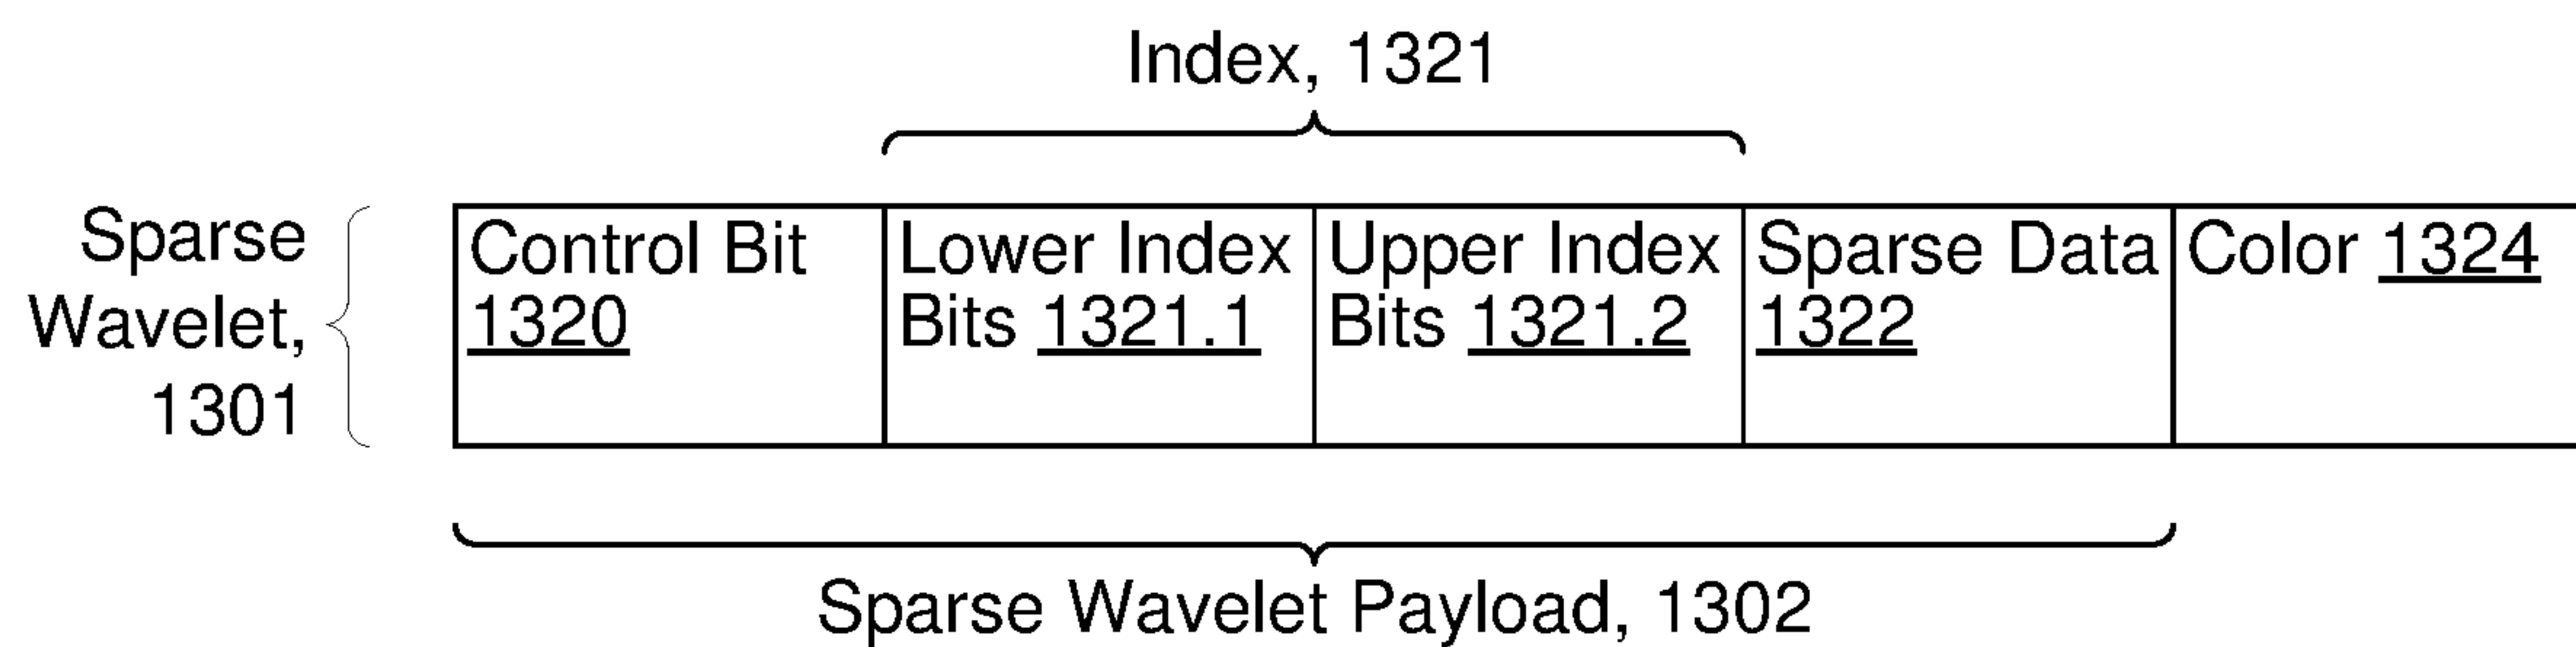 Index, 1321
Sparse
Wavelet,
1301
Control Bit
1320
Lower Index
Bits 1321.1
Upper Index
Bits 1321.2
Sparse Data
1322
Color 1324
Sparse Wavelet Payload, 1302